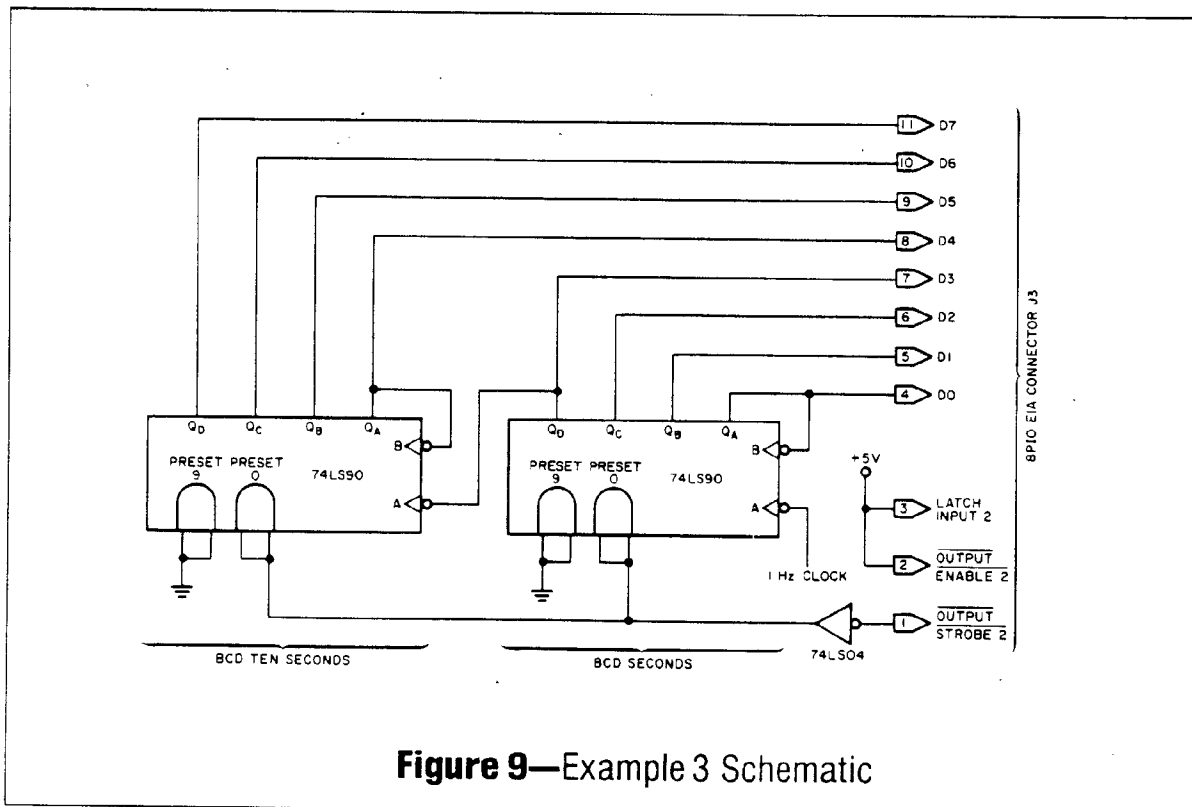 11 D7
10 D6
9 D5
8 D4
7 D3
6 D2
5 D1
4 D0
8PIO EIA CONNECTOR J3
QD QC QB QA
B
PRESET 9
PRESET 0
74LS90
A
QD QC QB QA
B
PRESET 9
PRESET 0
74LS90
A
+5V
3 LATCH
INPUT 2
1 Hz CLOCK
2 OUTPUT
ENABLE 2
1 OUTPUT
STROBE 2
74LS04
BCD TEN SECONDS
BCD SECONDS
Figure 9—Example 3 Schematic